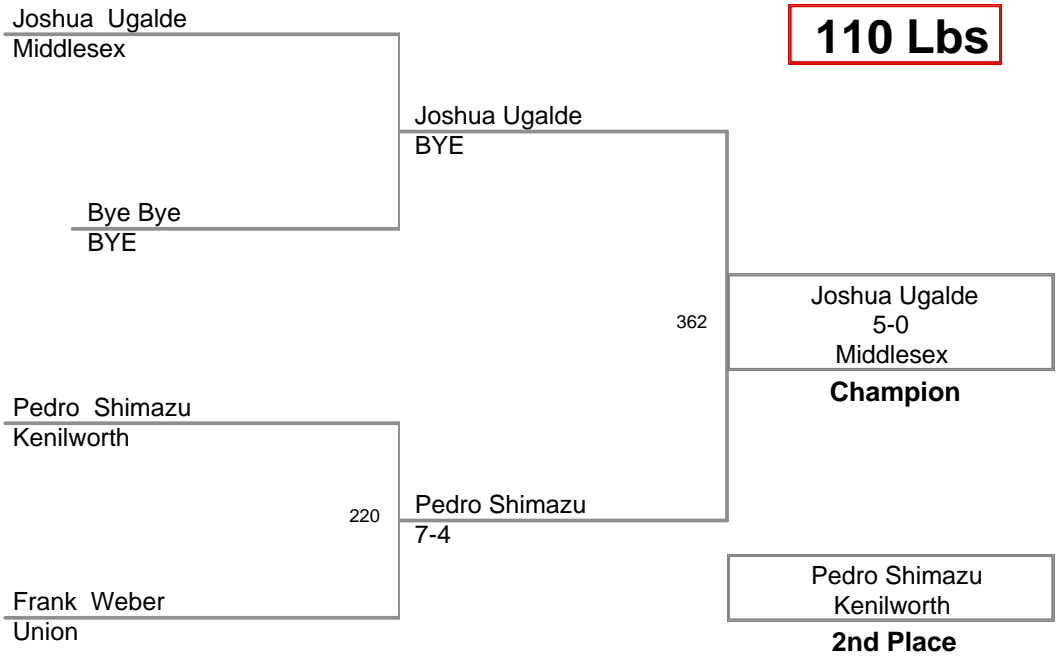 Joshua  Ugalde
Middlesex
110 Lbs
Joshua Ugalde
BYE
Bye Bye
BYE
362
Joshua Ugalde
5-0
Middlesex
Champion
Pedro  Shimazu
Kenilworth
220
Pedro Shimazu
7-4
Frank  Weber
Union
Pedro Shimazu
Kenilworth
2nd Place